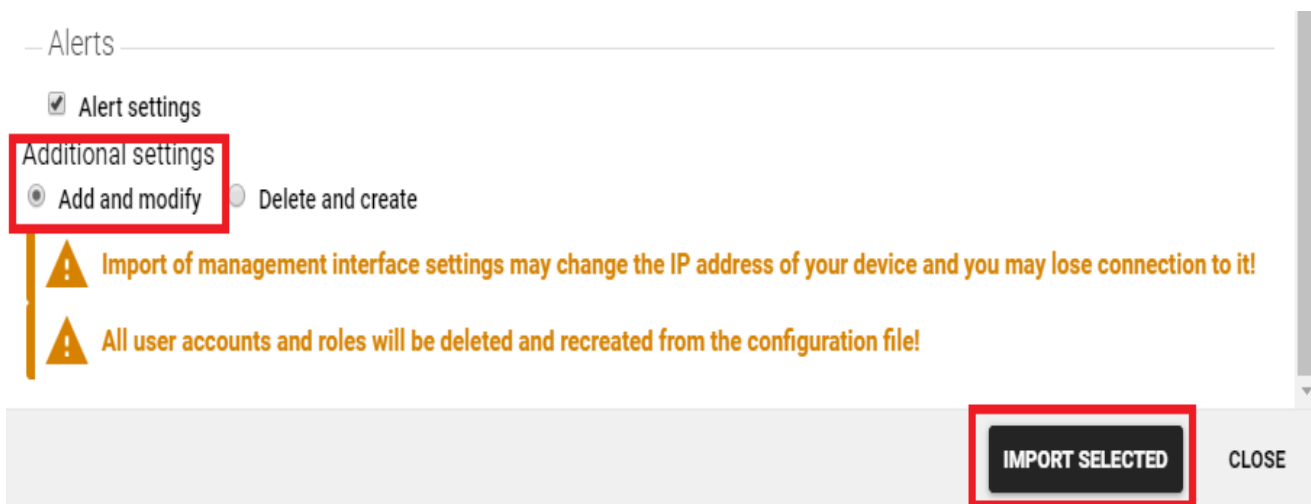 Alerts
Alert settings
Additional settings
Add and modify Delete and create
Import of management interface settings may change the IP address of your device and you may lose connection to it!
All user accounts and roles will be deleted and recreated from the configuration file!
IMPORT SELECTED CLOSE